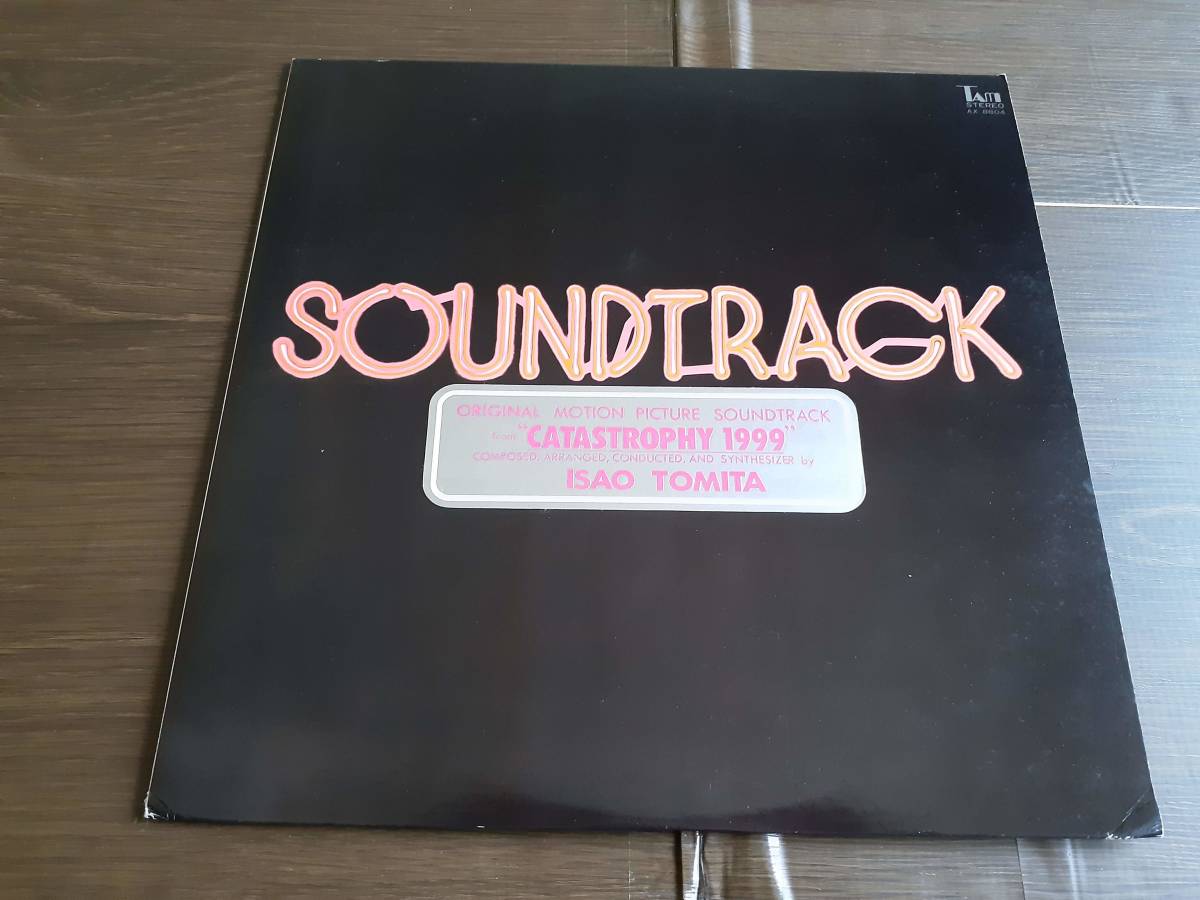 Tam
STEREO
AX 8804
SOUNDTRACK
ORIGINAL MOTION PICTURE SOUNDTRACK
from "CATASTROPHY 1999"
COMPOSED, ARRANGED, CONDUCTED, AND SYNTHESIZER by
ISAO TOMITA